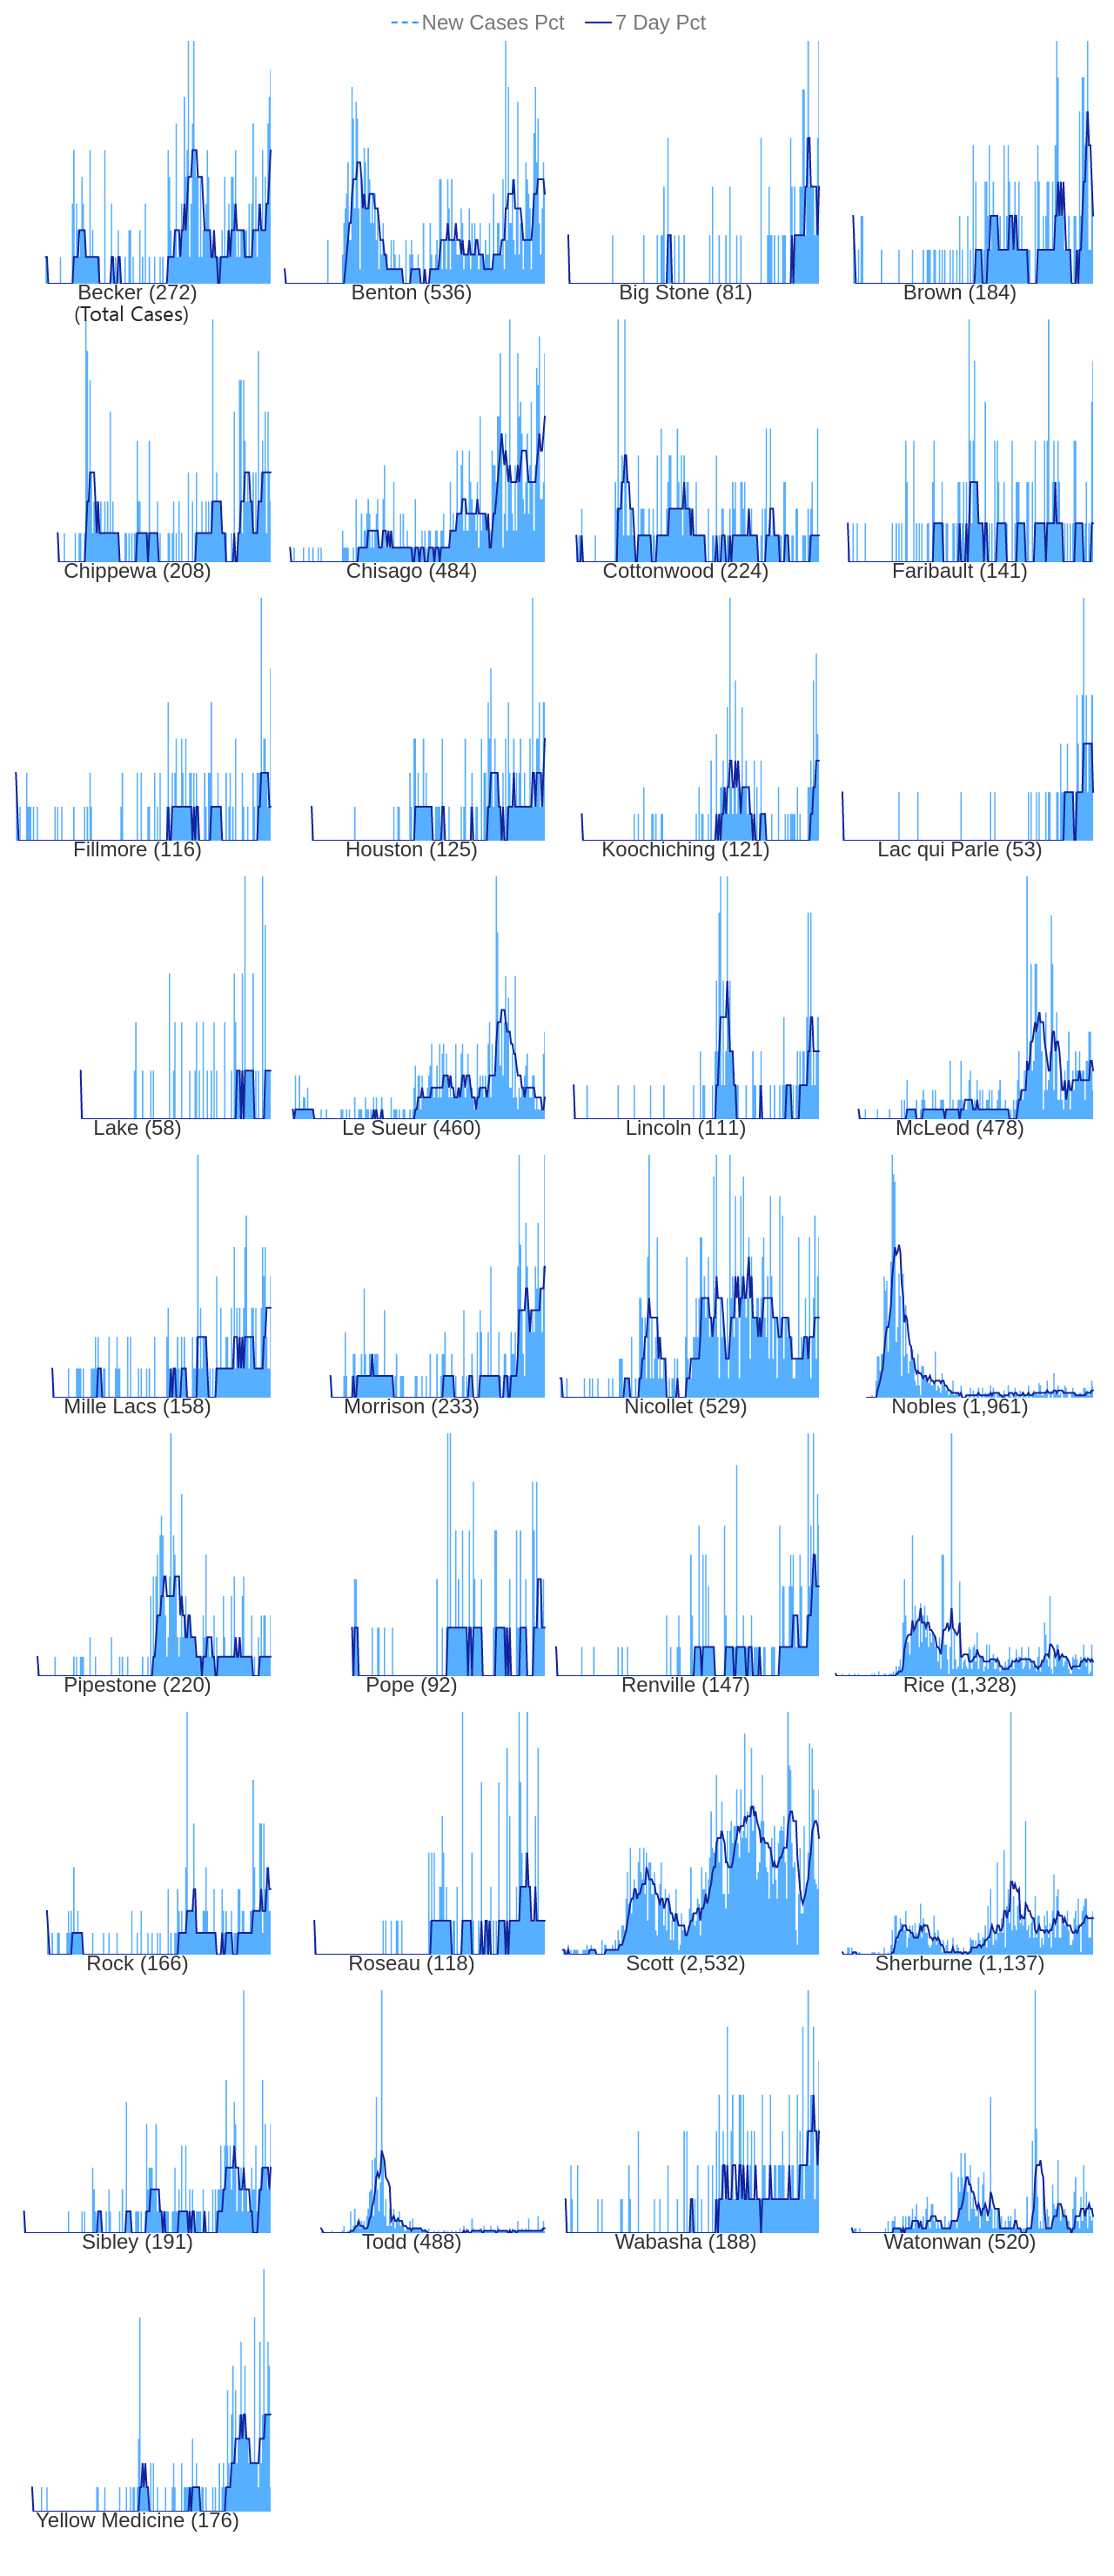 New Cases Pct 7 Day Pct
Becker (272) Benton (536) Big Stone (81) Brown (184)
(Total Cases)
Chippewa (208) Chisago (484) Cottonwood (224) Faribault (141)
Fillmore (116) Houston (125) Koochiching (121) Lac qui Parle (53)
Lake (58) Le Sueur (460) Lincoln (111) McLeod (478)
Mille Lacs (158) Morrison (233) Nicollet (529) Nobles (1,961)
Pipestone (220) Pope (92) Renville (147) Rice (1,328)
Rock (166) Roseau (118) Scott (2,532) Sherburne (1,137)
Sibley (191) Todd (488) Wabasha (188) Watonwan (520)
Yellow Medicine (176)